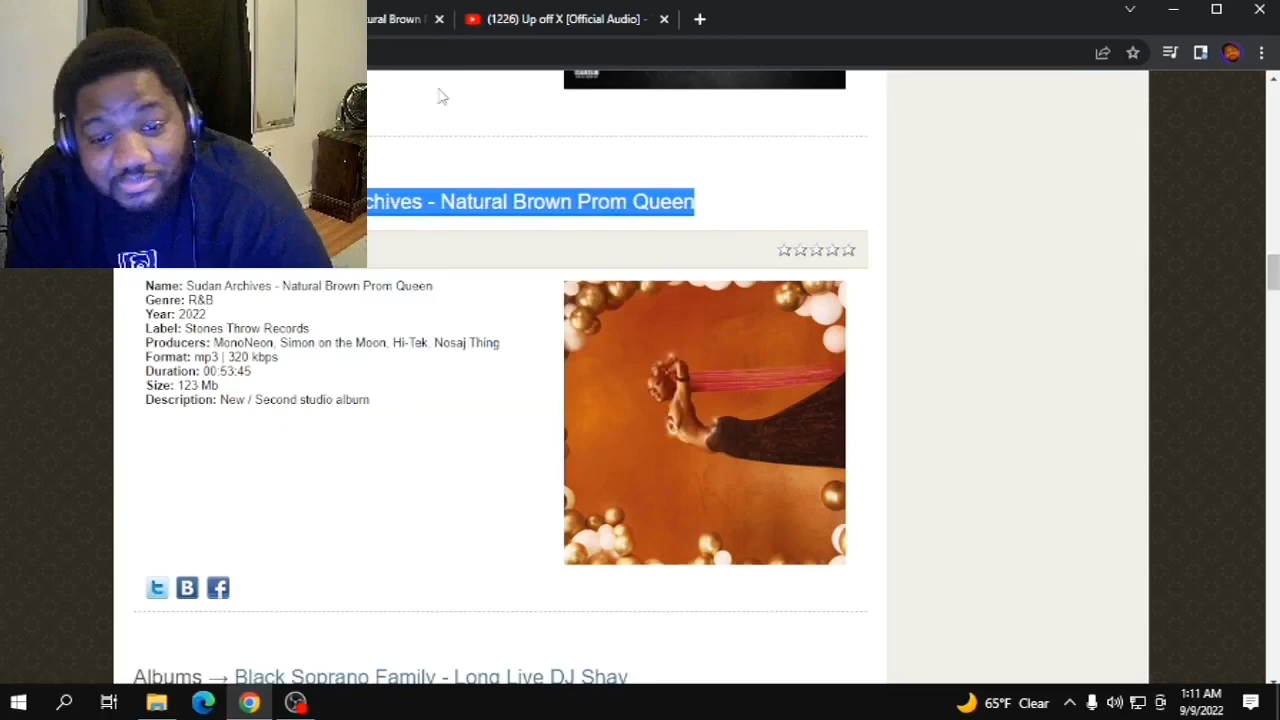 ural Brown
(1226) Up off X [Official Audio] -
chives - Natural Brown Prom Queen
Name: Sudan Archives - Natural Brown Prom Queen
Genre: R&B
Year: 2022
Label: Stones Throw Records
Producers: MonoNeon, Simon on the Moon, Hi-Tek, Nosaj Thing
Format: mp3 | 320 kbps
Duration: 00:53:45
Size: 123 Mb
Description: New / Second studio album
Albums → Black Soprano Family - Long Live DJ Shay
65°F Clear
1:11 AM
9/9/2022